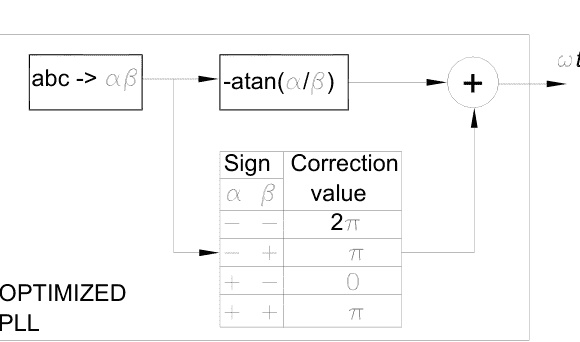 abc -> αβ
-atan(α/β)
+
ωt
Sign Correction
value
α β
− − 2π
− + π
+ − 0
+ + π
OPTIMIZED
PLL